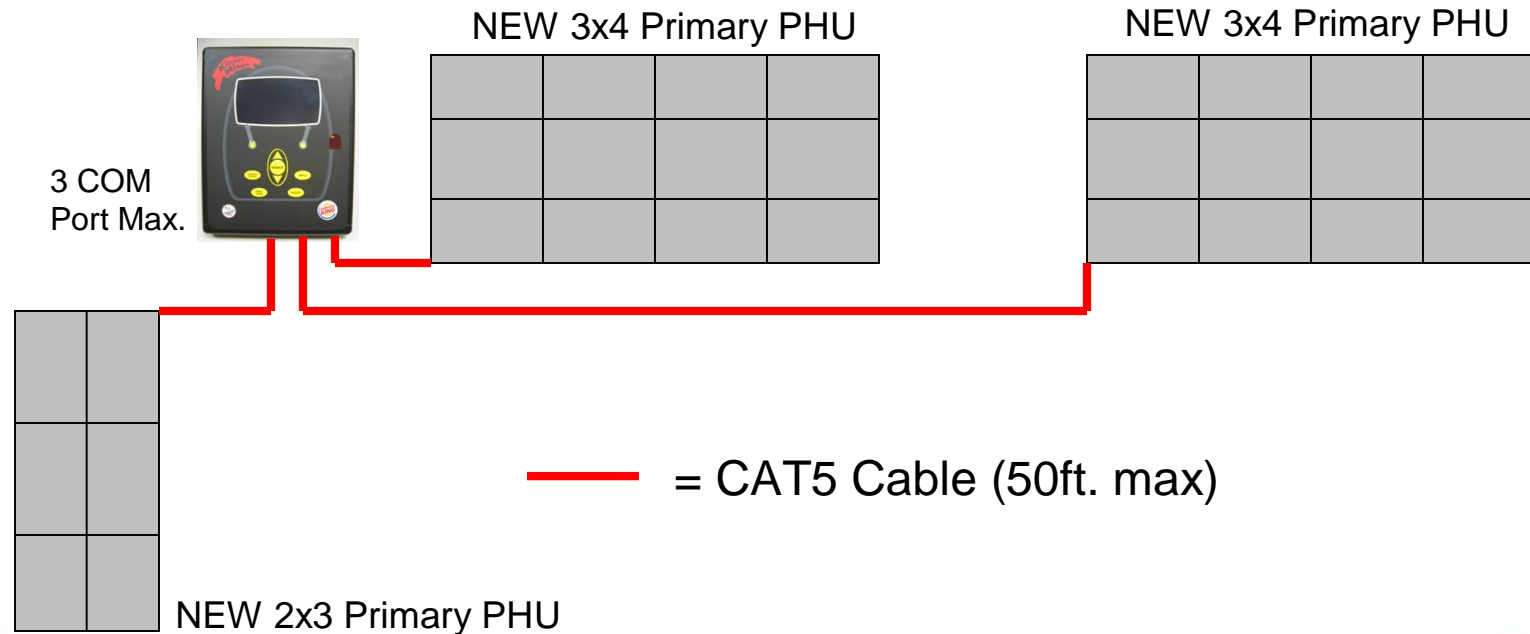 NEW 3x4 Primary PHU
NEW 3x4 Primary PHU
3 COM
Port Max.
= CAT5 Cable (50ft. max)
NEW 2x3 Primary PHU